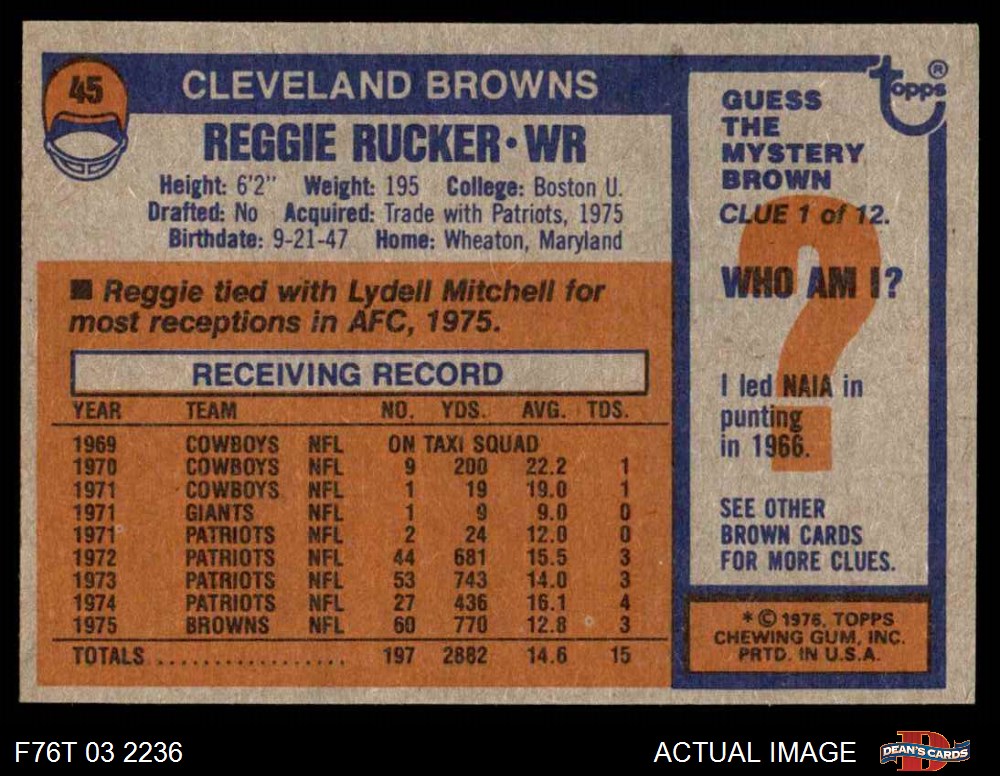 45
CLEVELAND BROWNS
REGGIE RUCKER • WR
Height: 6'2" Weight: 195 College: Boston U.
Drafted: No Acquired: Trade with Patriots, 1975
Birthdate: 9-21-47 Home: Wheaton, Maryland
■ Reggie tied with Lydell Mitchell for
most receptions in AFC, 1975.
RECEIVING RECORD
YEAR TEAM NO. YDS. AVG. TDS.
1969 COWBOYS NFL ON TAXI SQUAD
1970 COWBOYS NFL 9 200 22.2 1
1971 COWBOYS NFL 1 19 19.0 1
1971 GIANTS NFL 1 9 9.0 0
1971 PATRIOTS NFL 2 24 12.0 0
1972 PATRIOTS NFL 44 681 15.5 3
1973 PATRIOTS NFL 53 743 14.0 3
1974 PATRIOTS NFL 27 436 16.1 4
1975 BROWNS NFL 60 770 12.8 3
TOTALS.................. 197 2882 14.6 15
topps®
GUESS
THE
MYSTERY
BROWN
CLUE 1 of 12.
?
WHO AM I?
I led NAIA in
punting
in 1966.
SEE OTHER
BROWN CARDS
FOR MORE CLUES.
* © 1976, TOPPS
CHEWING GUM, INC.
PRTD. IN U.S.A.
F76T 03 2236
ACTUAL IMAGE
D
DEAN'S CARDS